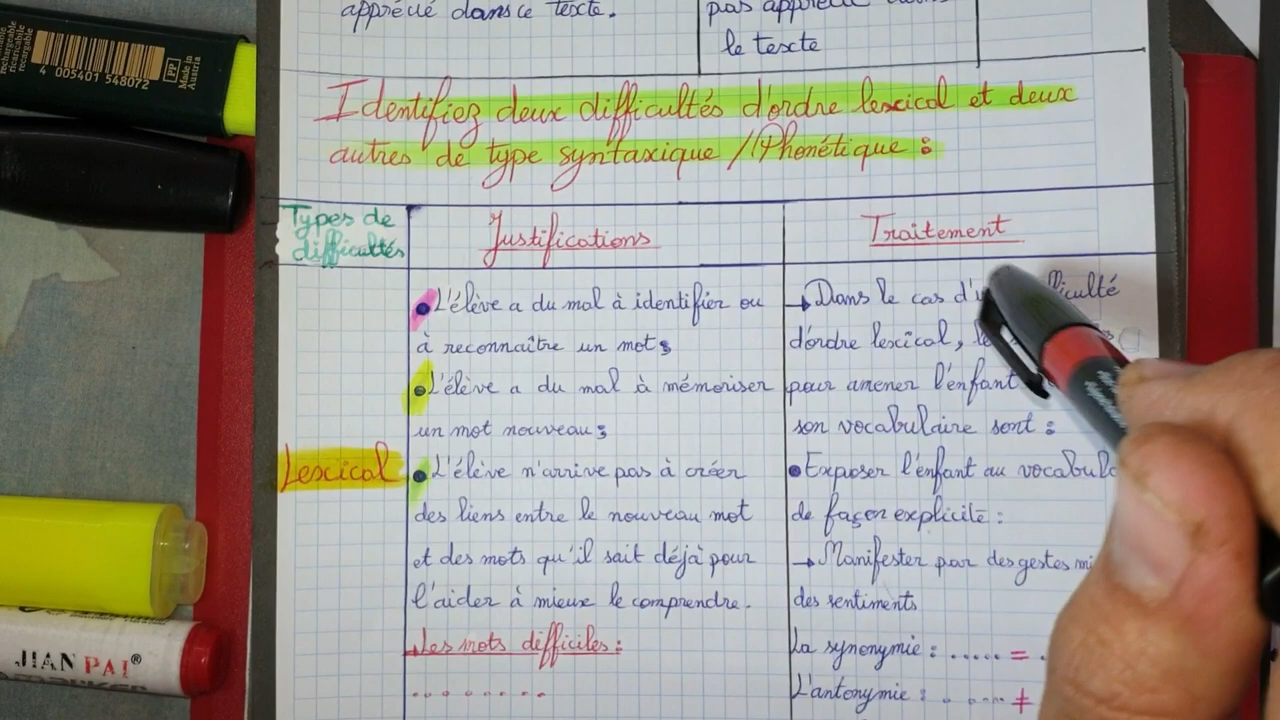 apprécié dans ce texte.
le texte
Identifiez deux difficultés d'ordre lexical et deux
autres de type syntaxique / Phonétique :
Types de
difficultés
Justifications
Traitement
Lexical
• L'élève a du mal à identifier ou
à reconnaître un mot ;
• L'élève a du mal à mémoriser
un mot nouveau ;
• L'élève n'arrive pas à créer
des liens entre le nouveau mot
et des mots qu'il sait déjà pour
l'aider à mieux le comprendre.
→ Les mots difficiles :
. . . . . . . .
→ Dans le cas
d'ordre lexical,
pour amener l'enfant
son vocabulaire sont :
• Exposer l'enfant au
de façon explicite :
→ Manifester par des gestes
des sentiments
La synonymie : ..... =
L'antonymie : ..... ≠
4 005401 548072
PP
Made in
Austria
rechargeable
JIAN PAI®